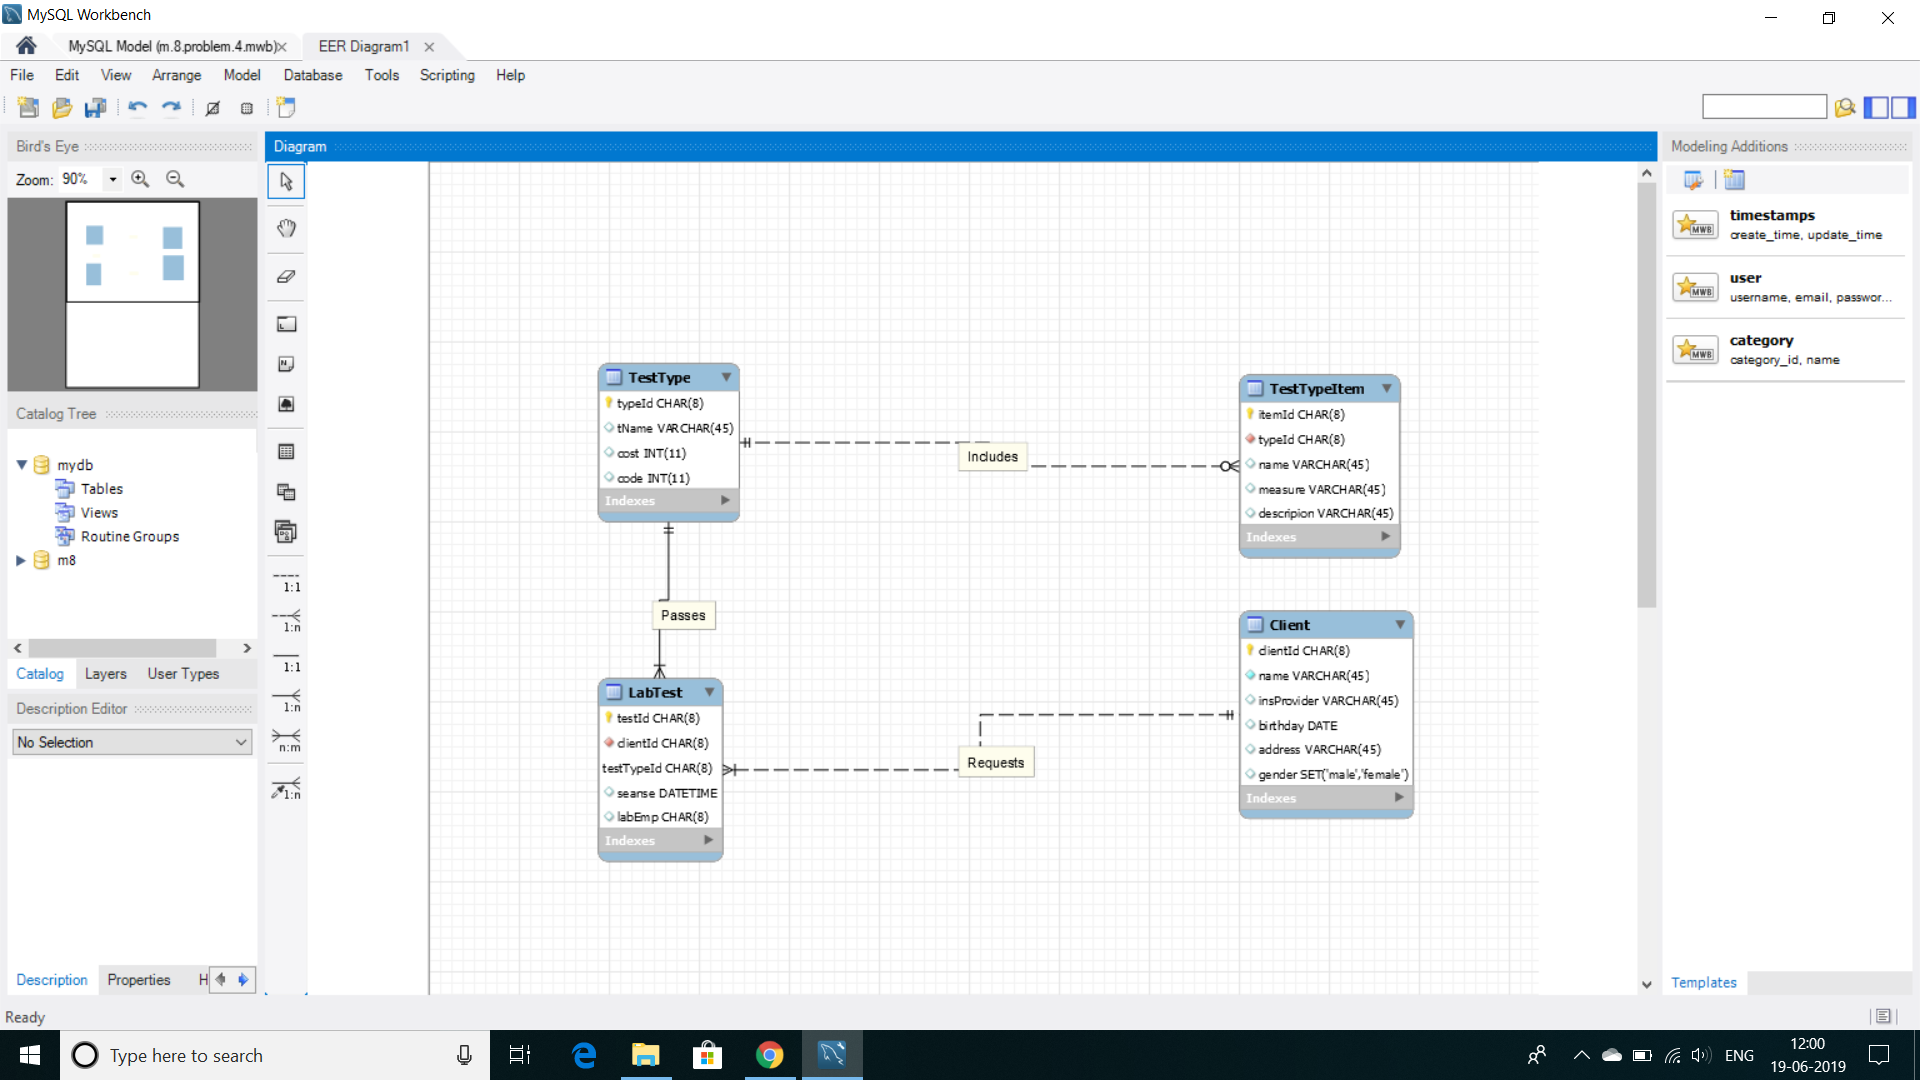 MySQL Workbench
MySQL Model (m.8.problem.4.mwb)
EER Diagram1
File Edit View Arrange Model Database Tools Scripting Help
Bird's Eye
Zoom: 90%
Catalog Tree
mydb
Tables
Views
Routine Groups
m8
Catalog Layers User Types
Description Editor
No Selection
Description Properties H
1:1
1:n
1:1
1:n
n:m
1:n
Diagram
TestType
typeId CHAR(8)
tName VARCHAR(45)
cost INT(11)
code INT(11)
Indexes
Includes
TestTypeItem
itemId CHAR(8)
typeId CHAR(8)
name VARCHAR(45)
measure VARCHAR(45)
descripion VARCHAR(45)
Indexes
Passes
LabTest
testId CHAR(8)
clientId CHAR(8)
testTypeId CHAR(8)
searse DATETIME
labEmp CHAR(8)
Indexes
Requests
Client
clientId CHAR(8)
name VARCHAR(45)
insProvider VARCHAR(45)
birthday DATE
address VARCHAR(45)
gender SET('male','female')
Indexes
Modeling Additions
MWB
timestamps
create_time, update_time
MWB
user
username, email, passwor...
MWB
category
category_id, name
Templates
Ready
Type here to search
ENG
12:00
19-06-2019